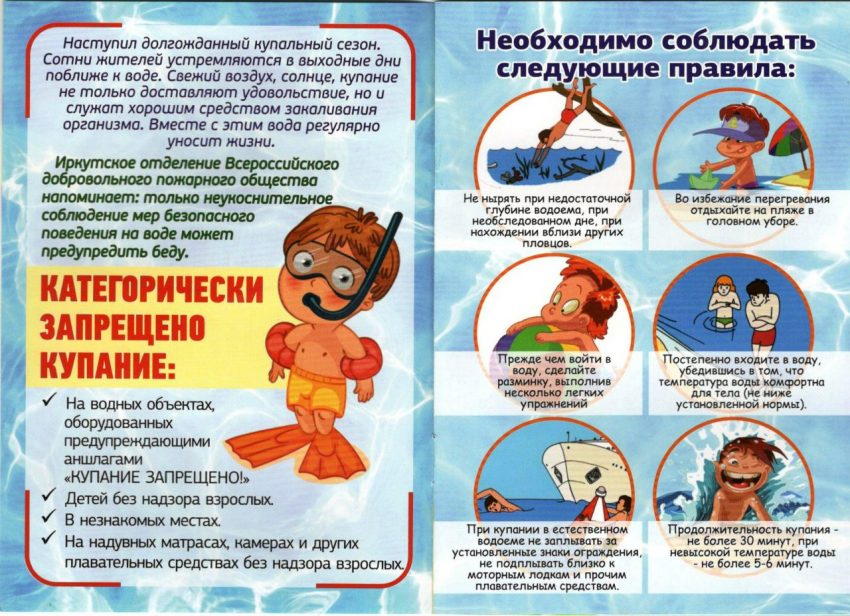 Наступил долгожданный купальный сезон.
Сотни жителей устремляются в выходные дни
поближе к воде. Свежий воздух, солнце, купание
не только доставляют удовольствие, но и
служат хорошим средством закаливания
организма. Вместе с этим вода регулярно
уносит жизни.
Иркутское отделение Всероссийского
добровольного пожарного общества
напоминает: только неукоснительное
соблюдение мер безопасного
поведения на воде может
предупредить беду.
КАТЕГОРИЧЕСКИ
ЗАПРЕЩЕНО
КУПАНИЕ:
✓ На водных объектах,
оборудованных
предупреждающими
аншлагами
«КУПАНИЕ ЗАПРЕЩЕНО!»
✓ Детей без надзора взрослых.
✓ В незнакомых местах.
✓ На надувных матрасах, камерах и других
плавательных средствах без надзора взрослых.
Необходимо соблюдать
следующие правила:
Не нырять при недостаточной
глубине водоема, при
необследованном дне, при
нахождении вблизи других
пловцов.
Во избежание перегревания
отдыхайте на пляже в
головном уборе.
Прежде чем войти в
воду, сделайте
разминку, выполнив
несколько легких
упражнений
Постепенно входите в воду,
убедившись в том, что
температура воды комфортна
для тела (не ниже
установленной нормы).
При купании в естественном
водоеме не заплывать за
установленные знаки ограждения,
не подплывать близко к
моторным лодкам и прочим
плавательным средствам.
Продолжительность купания -
не более 30 минут, при
невысокой температуре воды
- не более 5-6 минут.